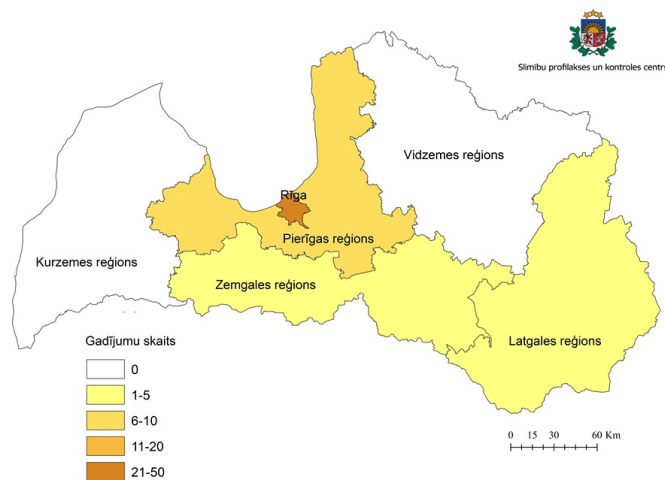 Slimību profilakses un kontroles centrs
Vidzemes reģions
Rīga
Pierīgas reģions
Kurzemes reģions
Zemgales reģions
Latgales reģions
Gadījumu skaits
0
1-5
6-10
11-20
21-50
0 15 30 60 Km